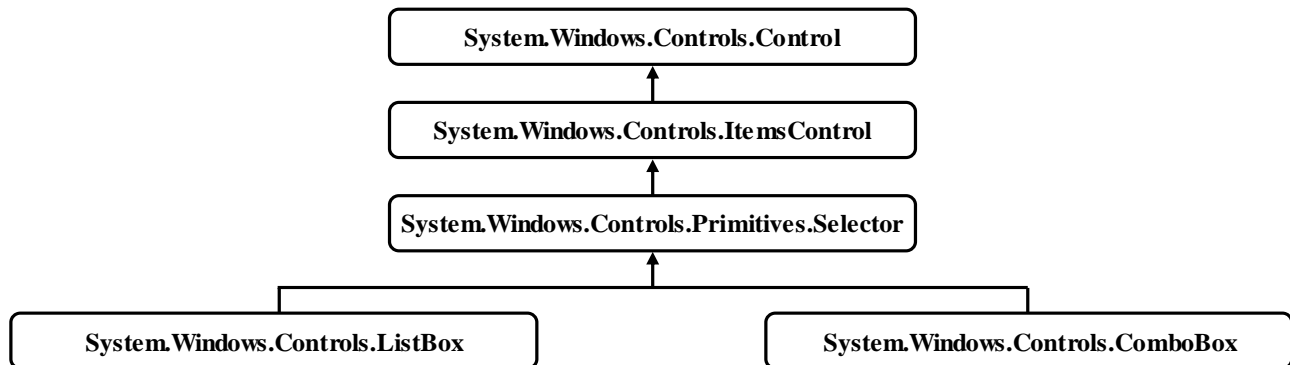 System.Windows.Controls.Control
System.Windows.Controls.ItemsControl
System.Windows.Controls.Primitives.Selector
System.Windows.Controls.ListBox
System.Windows.Controls.ComboBox